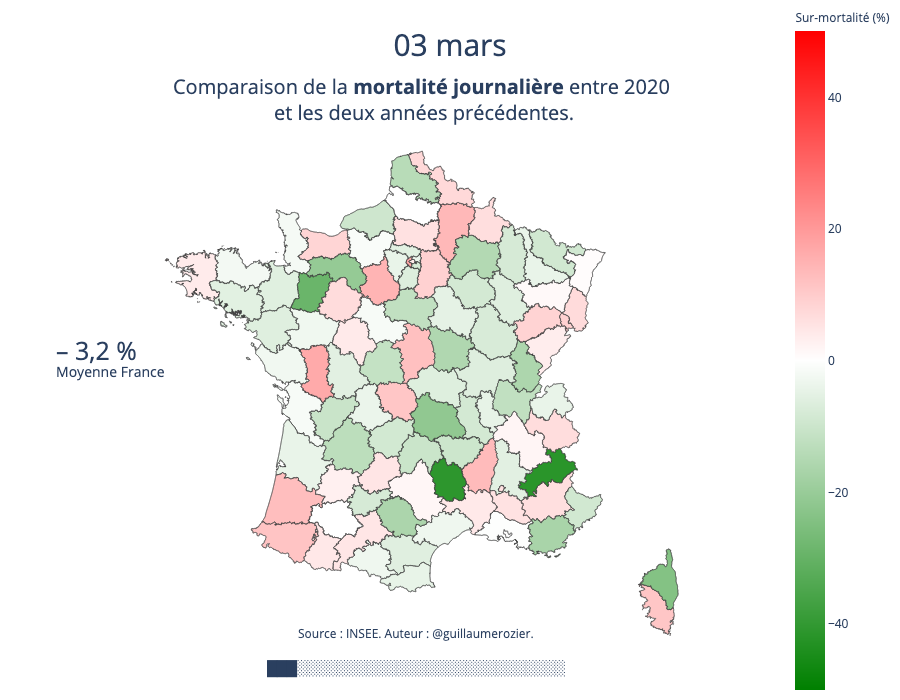 Sur-mortalité (%)
03 mars
Comparaison de la mortalité journalière entre 2020
et les deux années précédentes.
40
20
0
−20
−40
– 3,2 %
Moyenne France
Source : INSEE. Auteur : @guillaumerozier.